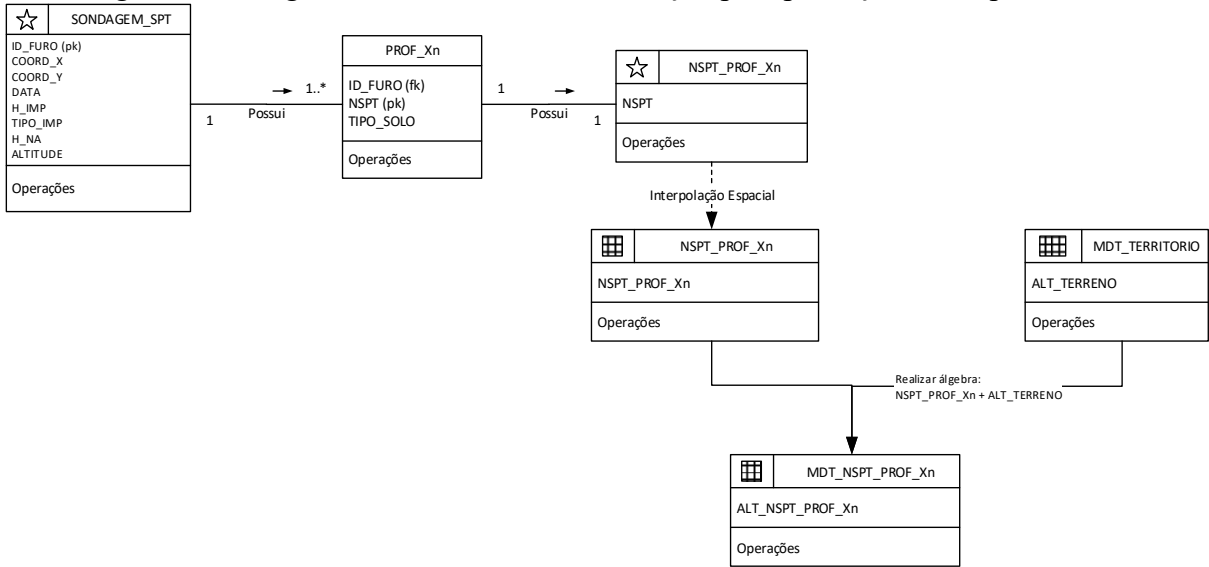 SONDAGEM_SPT
ID_FURO (pk)
COORD_X
COORD_Y
DATA
H_IMP
TIPO_IMP
H_NA
ALTITUDE
Operações
1
Possui
1..*
PROF_Xn
ID_FURO (fk)
NSPT (pk)
TIPO_SOLO
Operações
1
Possui
1
NSPT_PROF_Xn
NSPT
Operações
Interpolação Espacial
NSPT_PROF_Xn
NSPT_PROF_Xn
Operações
MDT_TERRITORIO
ALT_TERRENO
Operações
Realizar álgebra:
NSPT_PROF_Xn + ALT_TERRENO
MDT_NSPT_PROF_Xn
ALT_NSPT_PROF_Xn
Operações